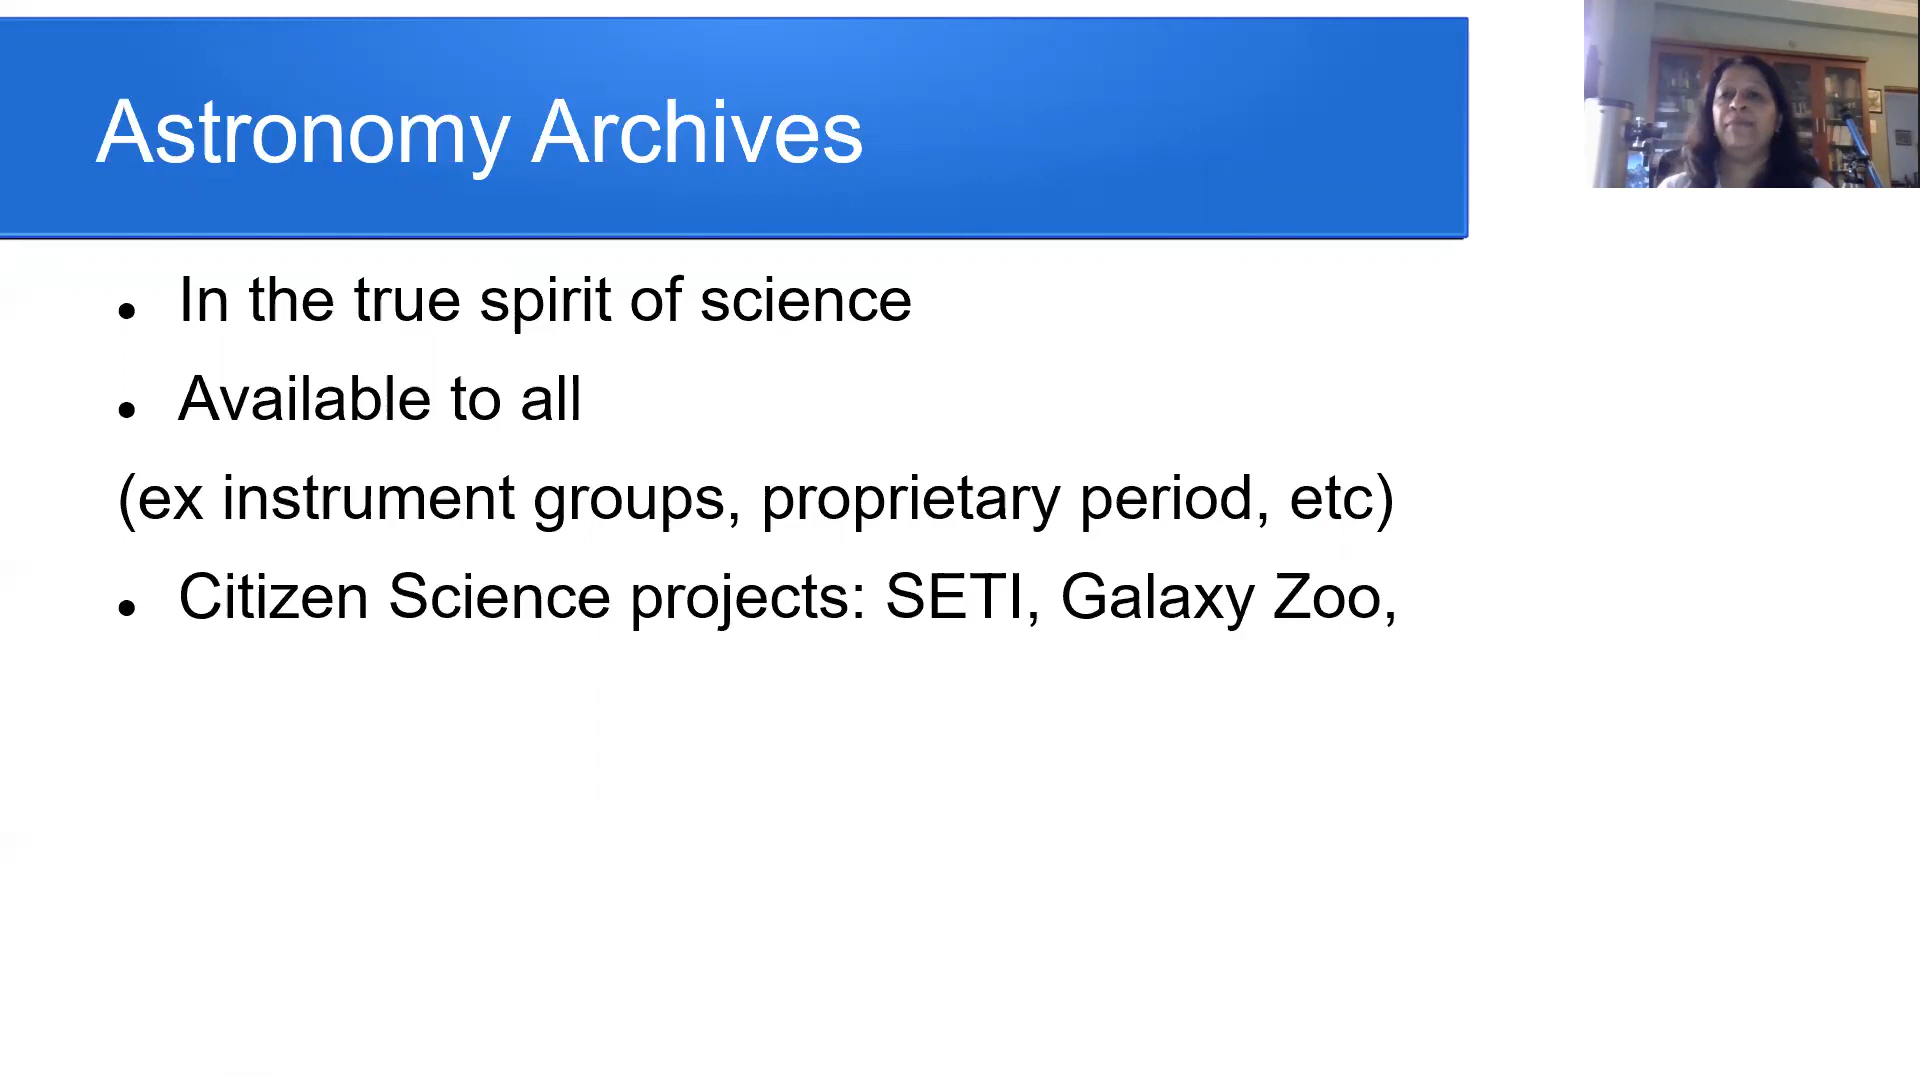 Astronomy Archives
● In the true spirit of science
● Available to all
(ex instrument groups, proprietary period, etc)
● Citizen Science projects: SETI, Galaxy Zoo,